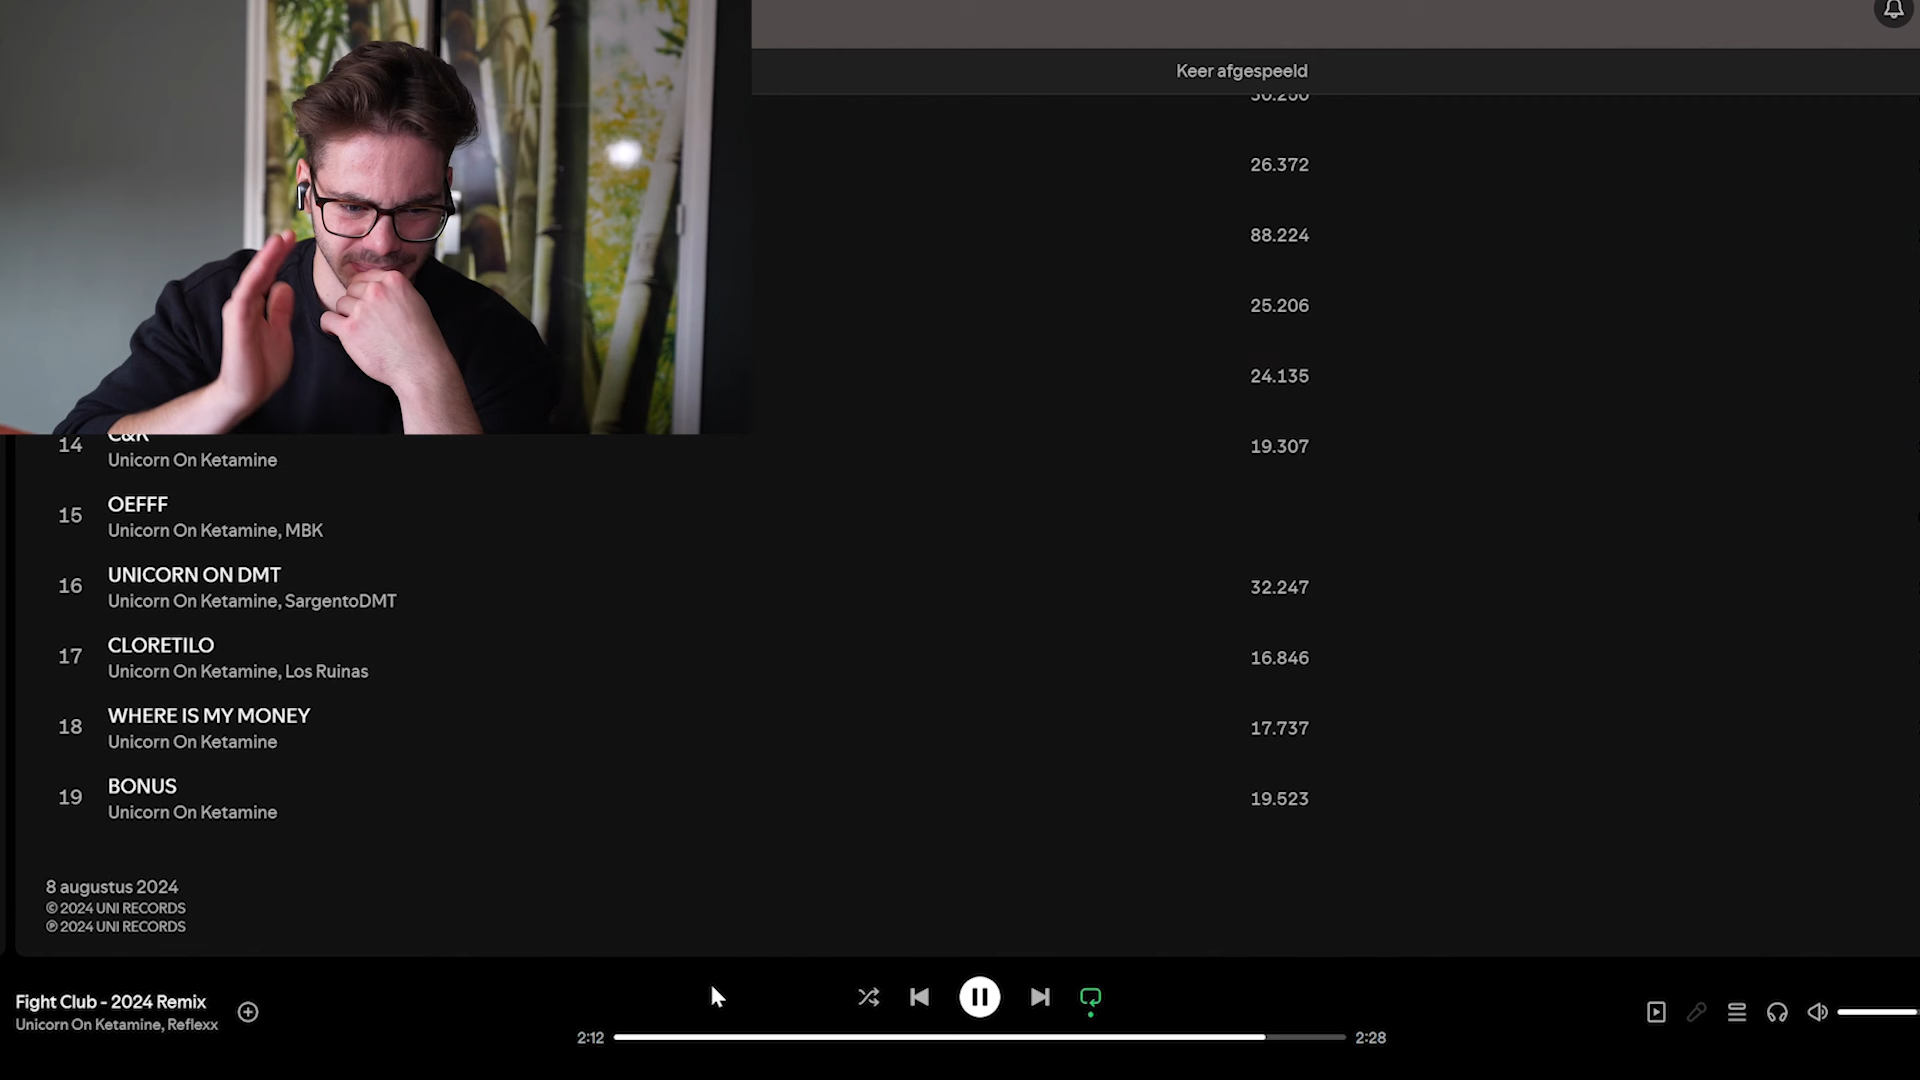 Keer afgespeeld
30.250
26.372
88.224
25.206
24.135
14 C&K 19.307
Unicorn On Ketamine
15 OEFFF
Unicorn On Ketamine, MBK
16 UNICORN ON DMT 32.247
Unicorn On Ketamine, SargentoDMT
17 CLORETILO 16.846
Unicorn On Ketamine, Los Ruinas
18 WHERE IS MY MONEY 17.737
Unicorn On Ketamine
19 BONUS 19.523
Unicorn On Ketamine
8 augustus 2024
© 2024 UNI RECORDS
℗ 2024 UNI RECORDS
Fight Club - 2024 Remix
Unicorn On Ketamine, Reflexx
2:12 2:28